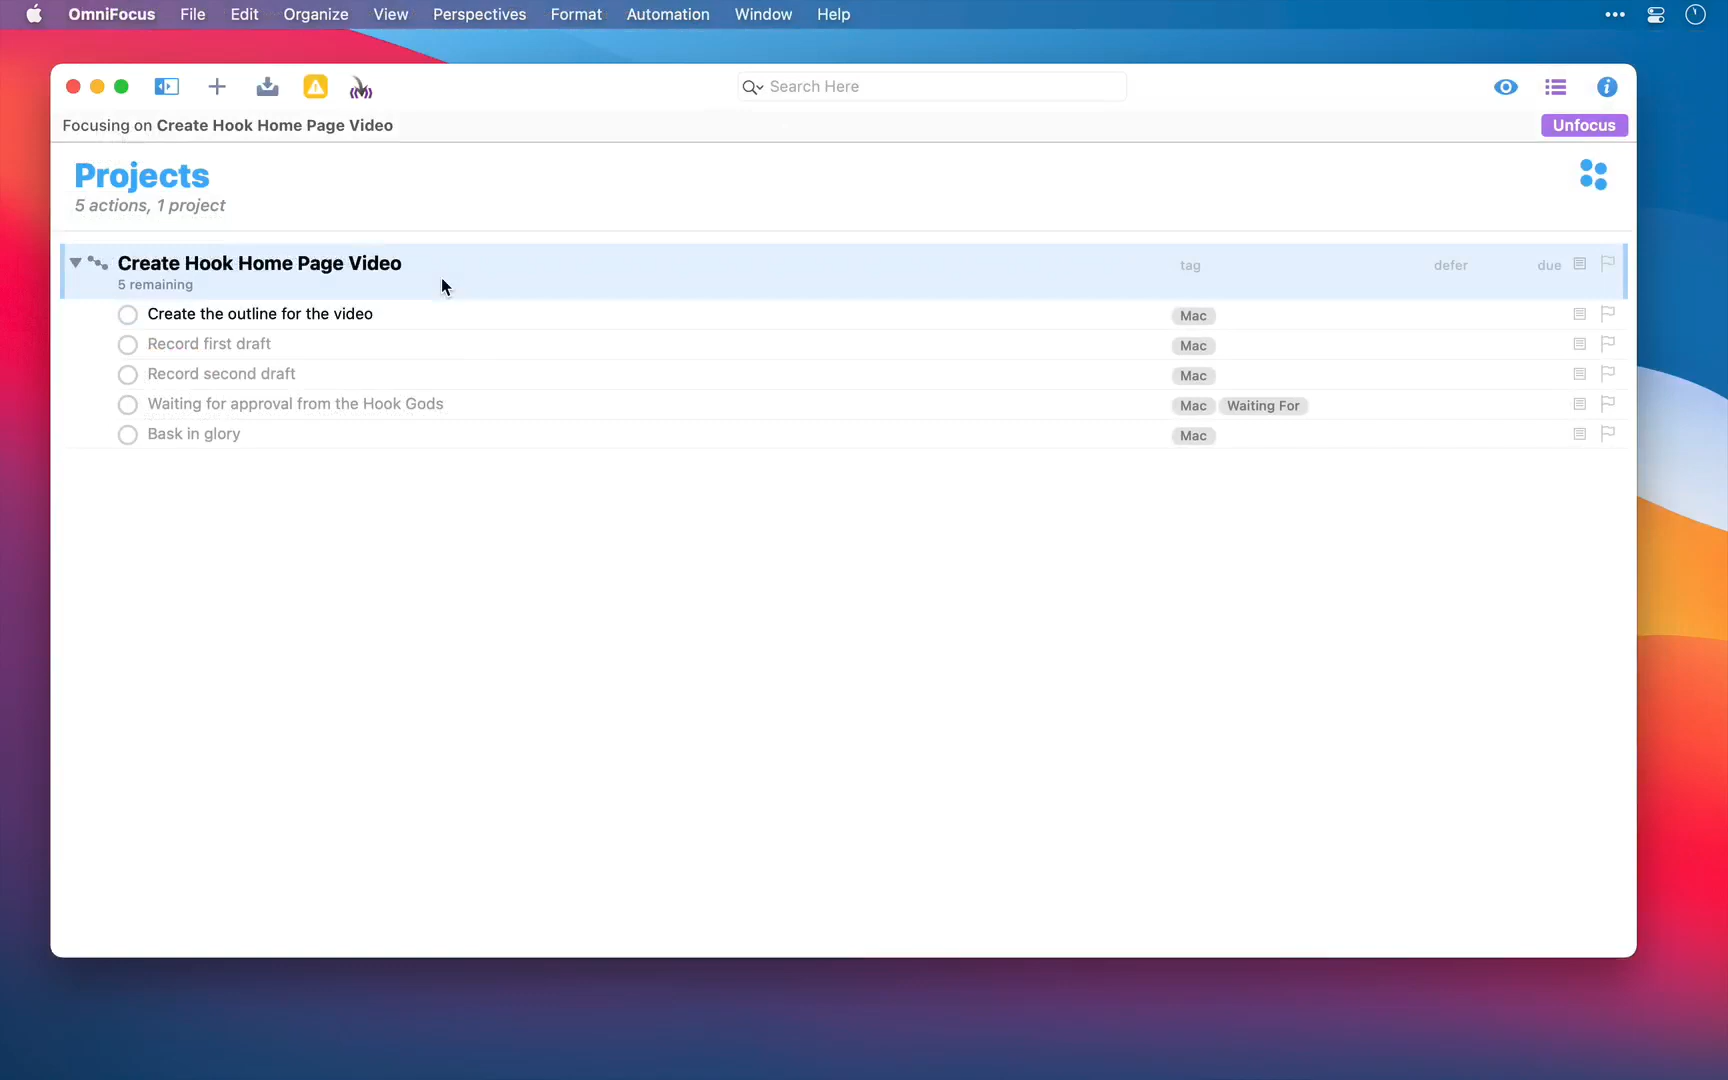 OmniFocus File Edit Organize View Perspectives Format Automation Window Help
Search Here
Focusing on Create Hook Home Page Video Unfocus
Projects
5 actions, 1 project
Create Hook Home Page Video tag defer due
5 remaining
Create the outline for the video Mac
Record first draft Mac
Record second draft Mac
Waiting for approval from the Hook Gods Mac Waiting For
Bask in glory Mac